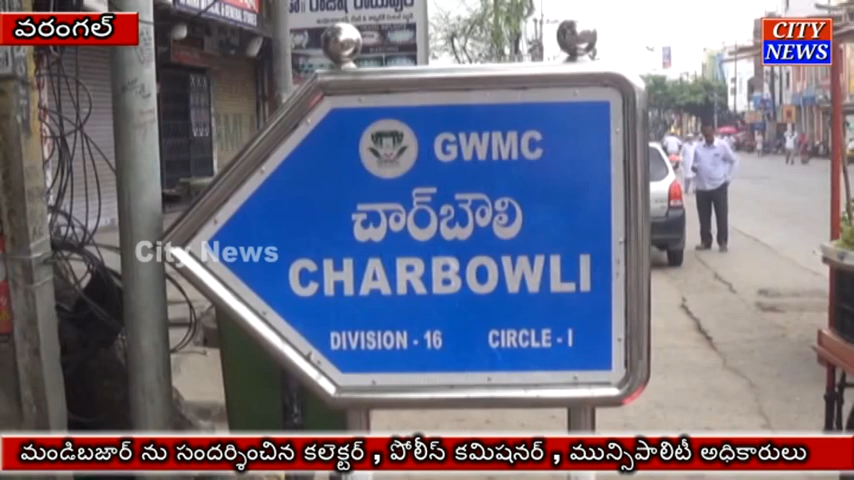 వరంగల్
CITY
NEWS
GWMC
చార్‌బౌలి
CHARBOWLI
DIVISION - 16 CIRCLE - I
City News
మండిబజార్ ను సందర్శించిన కలెక్టర్ , పోలీస్ కమిషనర్ , మున్సిపాలిటీ అధికారులు